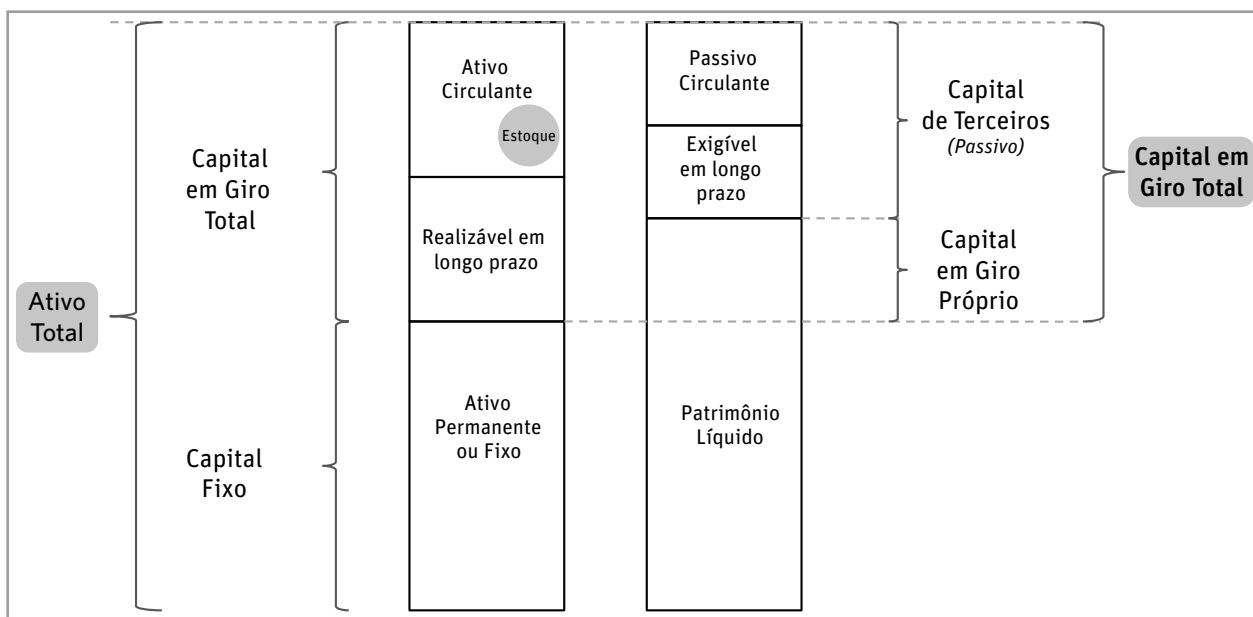 Ativo
Total
Capital
em Giro
Total
Capital
Fixo
Ativo
Circulante
Estoque
Realizável em
longo prazo
Ativo
Permanente
ou Fixo
Passivo
Circulante
Exigível
em longo
prazo
Patrimônio
Líquido
Capital
de Terceiros
(Passivo)
Capital
em Giro
Próprio
Capital em
Giro Total